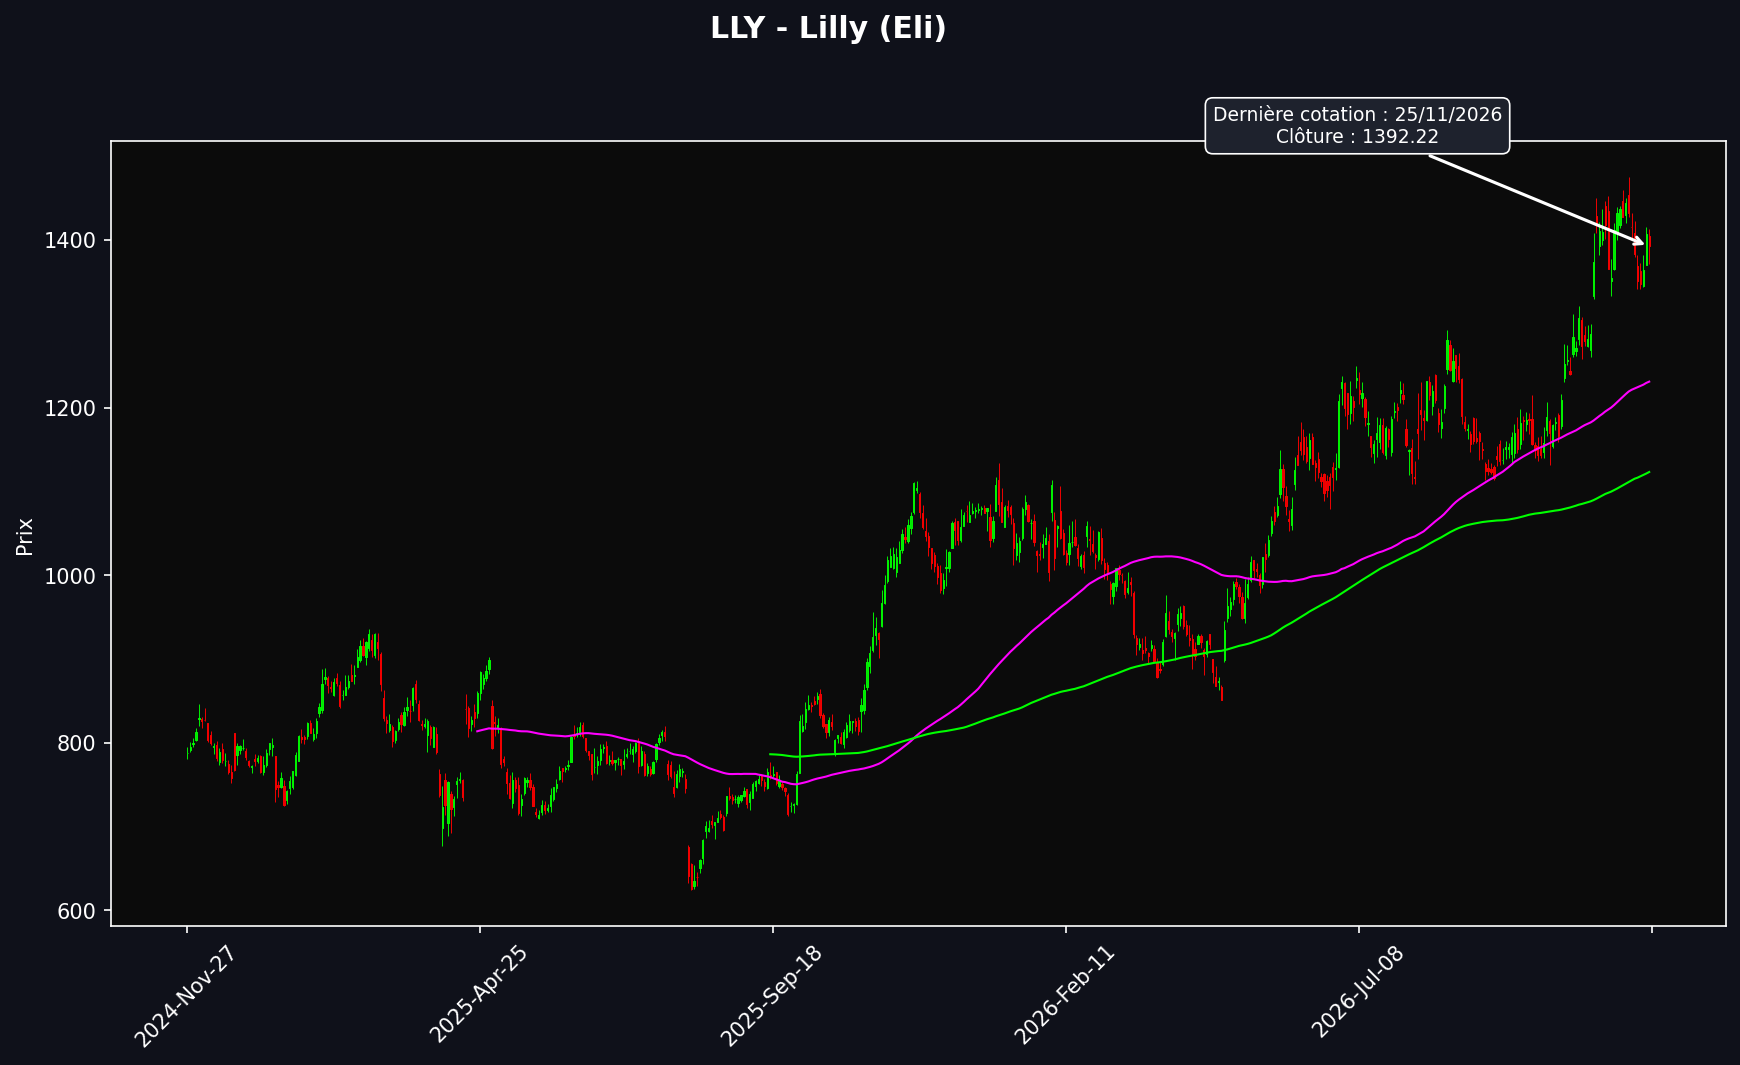 LLY - Lilly (Eli)
Dernière cotation : 25/11/2026
Clôture : 1392.22
Prix
1400
1200
1000
800
600
2024-Nov-27
2025-Apr-25
2025-Sep-18
2026-Feb-11
2026-Jul-08